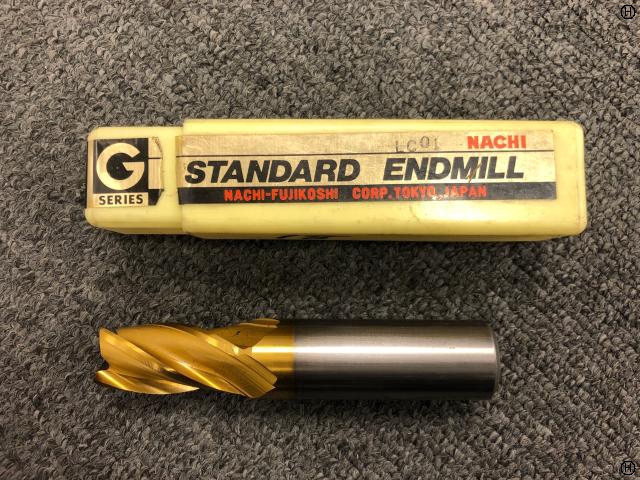 LC01 NACHI
G STANDARD ENDMILL
SERIES
NACHI-FUJIKOSHI CORP. TOKYO, JAPAN